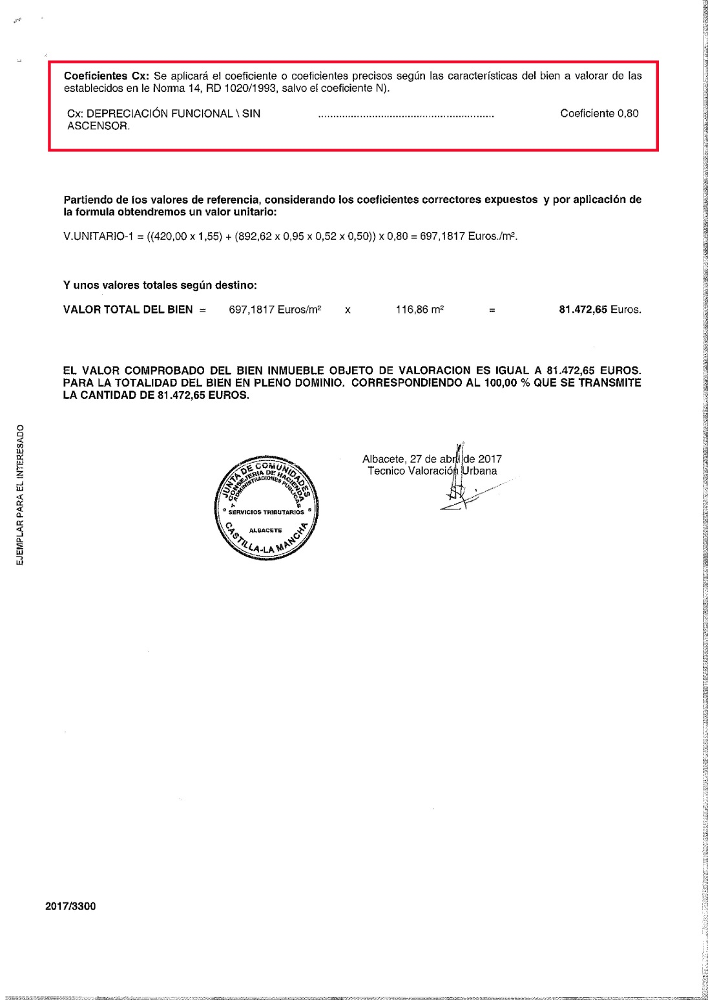 Coeficientes Cx: Se aplicará el coeficiente o coeficientes precisos según las características del bien a valorar de las
establecidos en le Norma 14, RD 1020/1993, salvo el coeficiente N).
Cx: DEPRECIACIÓN FUNCIONAL \ SIN ASCENSOR. .......................................................... Coeficiente 0,80
Partiendo de los valores de referencia, considerando los coeficientes correctores expuestos y por aplicación de
la formula obtendremos un valor unitario:
V.UNITARIO-1 = ((420,00 x 1,55) + (892,62 x 0,95 x 0,52 x 0,50)) x 0,80 = 697,1817 Euros./m².
Y unos valores totales según destino:
VALOR TOTAL DEL BIEN = 697,1817 Euros/m² x 116,86 m² = 81.472,65 Euros.
EL VALOR COMPROBADO DEL BIEN INMUEBLE OBJETO DE VALORACION ES IGUAL A 81.472,65 EUROS.
PARA LA TOTALIDAD DEL BIEN EN PLENO DOMINIO. CORRESPONDIENDO AL 100,00 % QUE SE TRANSMITE
LA CANTIDAD DE 81.472,65 EUROS.
EJEMPLAR PARA EL INTERESADO
JUNTA DE COMUNIDADES
CONSEJERIA DE HACIENDA
Y ADMINISTRACIONES PUBLICAS
SERVICIOS TRIBUTARIOS
ALBACETE
CASTILLA-LA MANCHA
Albacete, 27 de abril de 2017
Tecnico Valoración Urbana
2017/3300